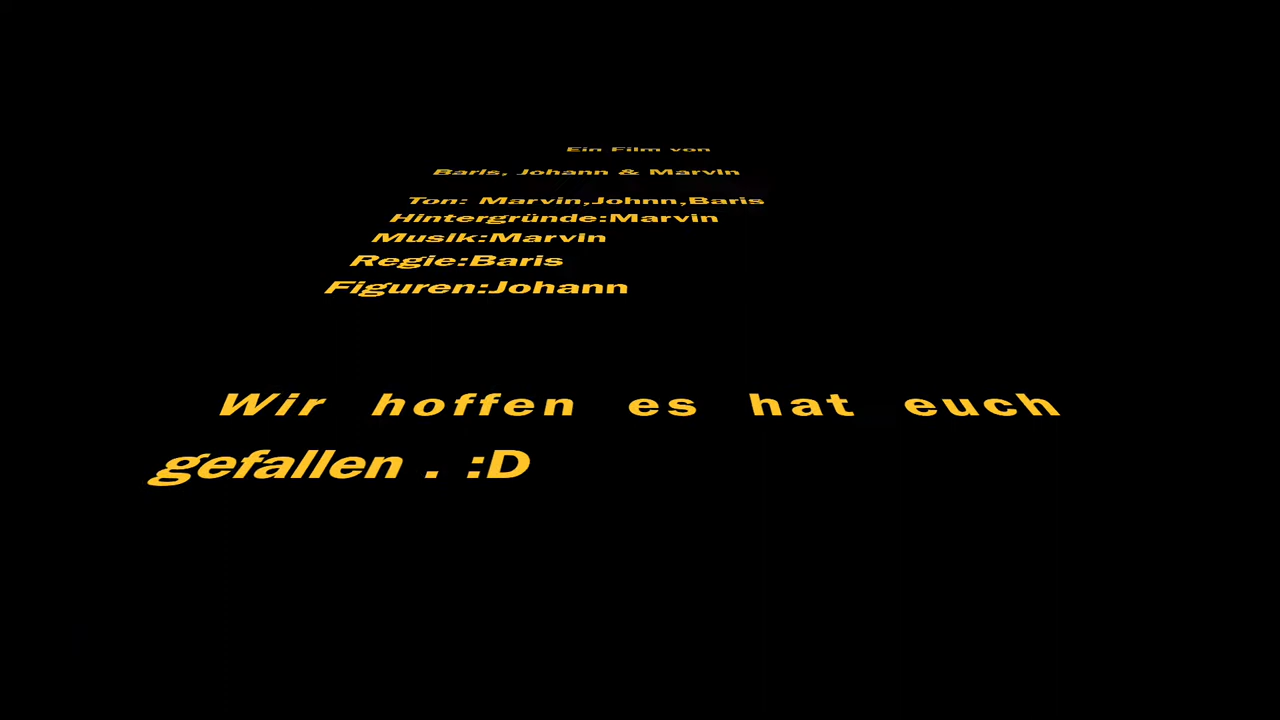 Ein Film von
Baris, Johann & Marvin
Ton: Marvin,Johnn,Baris
Hintergründe:Marvin
Musik:Marvin
Regie:Baris
Figuren:Johann
Wir hoffen es hat euch
gefallen . :D